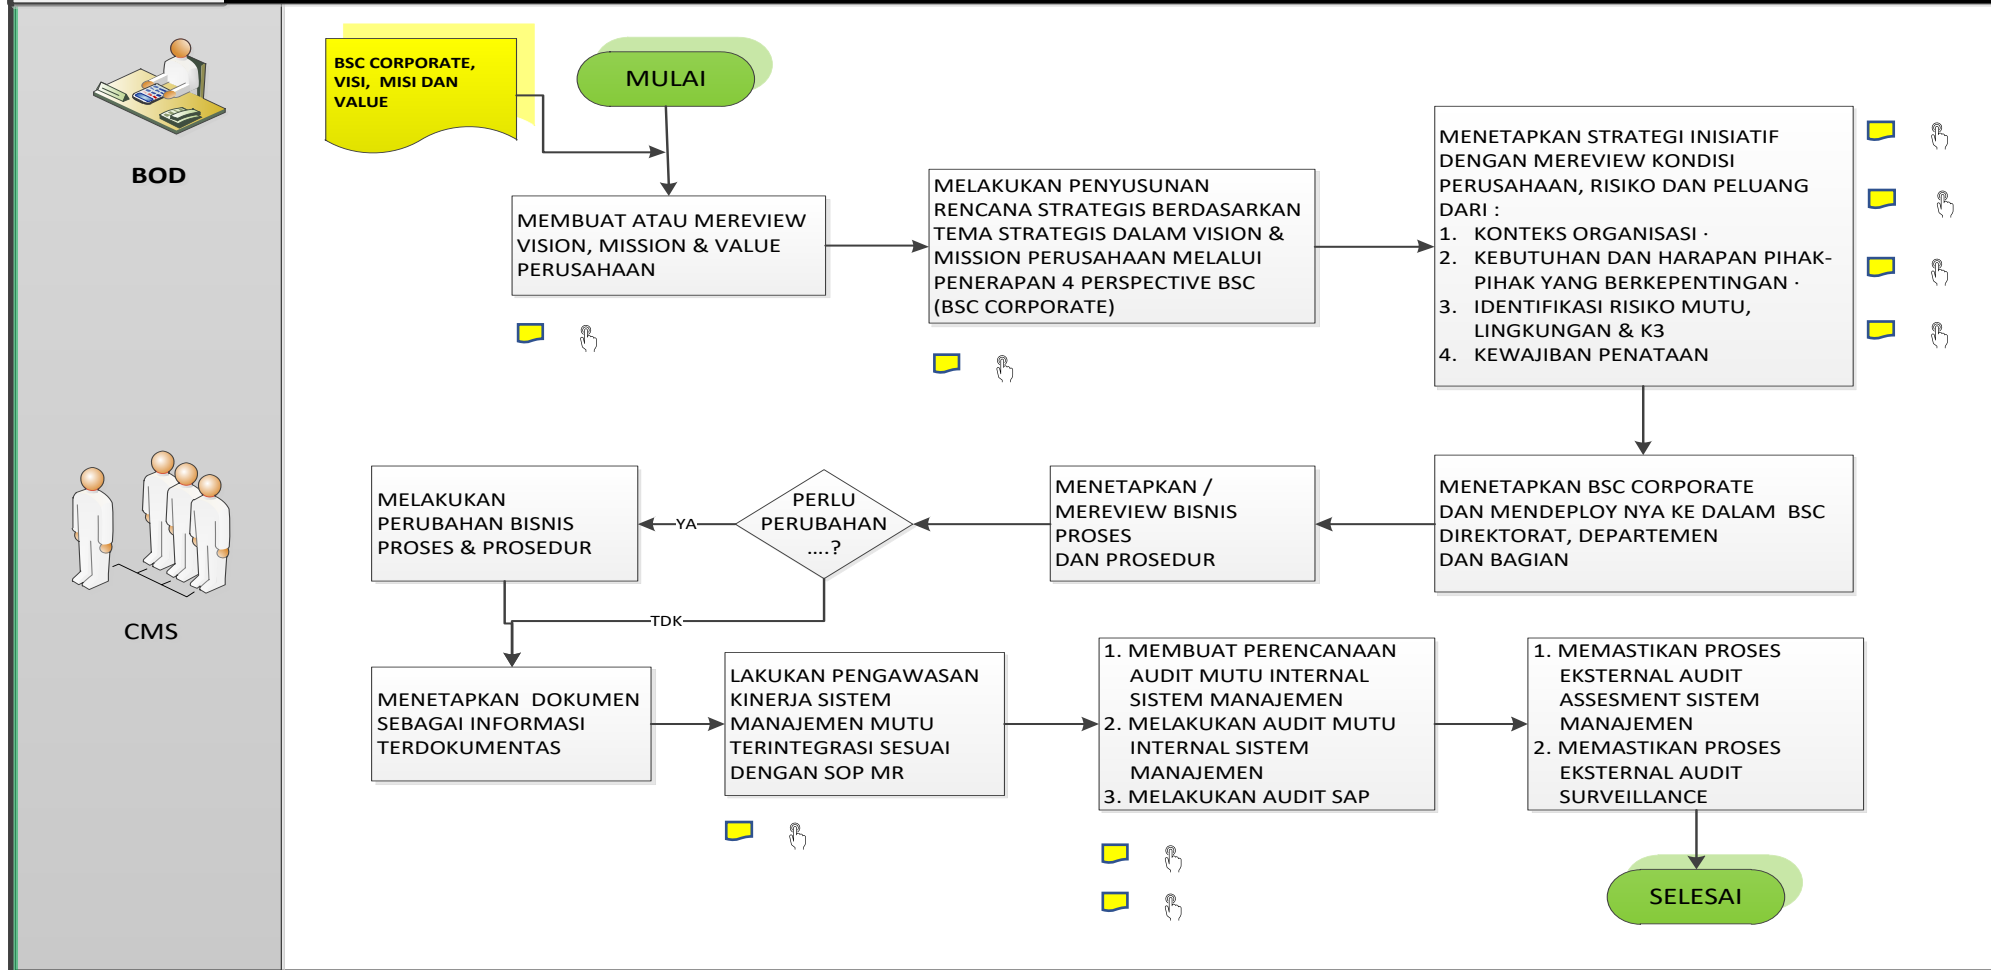 BOD
CMS
BSC CORPORATE,
VISI, MISI DAN
VALUE
MULAI
MEMBUAT ATAU MEREVIEW
VISION, MISSION & VALUE
PERUSAHAAN
MELAKUKAN PENYUSUNAN
RENCANA STRATEGIS BERDASARKAN
TEMA STRATEGIS DALAM VISION &
MISSION PERUSAHAAN MELALUI
PENERAPAN 4 PERSPECTIVE BSC
(BSC CORPORATE)
MENETAPKAN STRATEGI INISIATIF
DENGAN MEREVIEW KONDISI
PERUSAHAAN, RISIKO DAN PELUANG
DARI :
1. KONTEKS ORGANISASI ·
2. KEBUTUHAN DAN HARAPAN PIHAK-
PIHAK YANG BERKEPENTINGAN ·
3. IDENTIFIKASI RISIKO MUTU,
LINGKUNGAN & K3
4. KEWAJIBAN PENATAAN
MENETAPKAN BSC CORPORATE
DAN MENDEPLOY NYA KE DALAM BSC
DIREKTORAT, DEPARTEMEN
DAN BAGIAN
MENETAPKAN /
MEREVIEW BISNIS
PROSES
DAN PROSEDUR
PERLU
PERUBAHAN
....?
YA
MELAKUKAN
PERUBAHAN BISNIS
PROSES & PROSEDUR
TDK
MENETAPKAN DOKUMEN
SEBAGAI INFORMASI
TERDOKUMENTAS
LAKUKAN PENGAWASAN
KINERJA SISTEM
MANAJEMEN MUTU
TERINTEGRASI SESUAI
DENGAN SOP MR
1. MEMBUAT PERENCANAAN
AUDIT MUTU INTERNAL
SISTEM MANAJEMEN
2. MELAKUKAN AUDIT MUTU
INTERNAL SISTEM
MANAJEMEN
3. MELAKUKAN AUDIT SAP
1. MEMASTIKAN PROSES
EKSTERNAL AUDIT
ASSESMENT SISTEM
MANAJEMEN
2. MEMASTIKAN PROSES
EKSTERNAL AUDIT
SURVEILLANCE
SELESAI